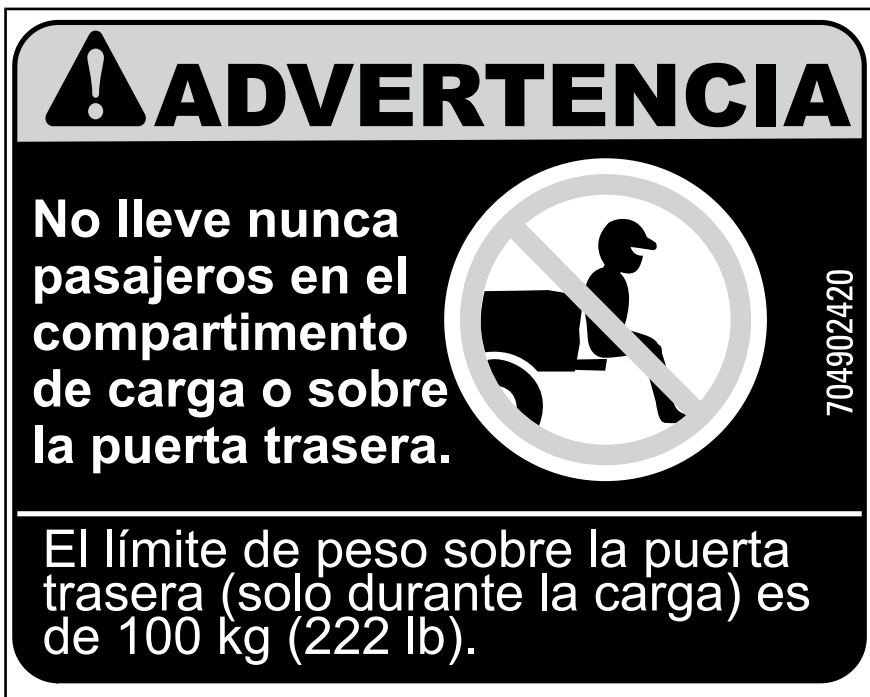 ADVERTENCIA
No lleve nunca
pasajeros en el
compartimento
de carga o sobre
la puerta trasera.
704902420
El límite de peso sobre la puerta
trasera (solo durante la carga) es
de 100 kg (222 lb).